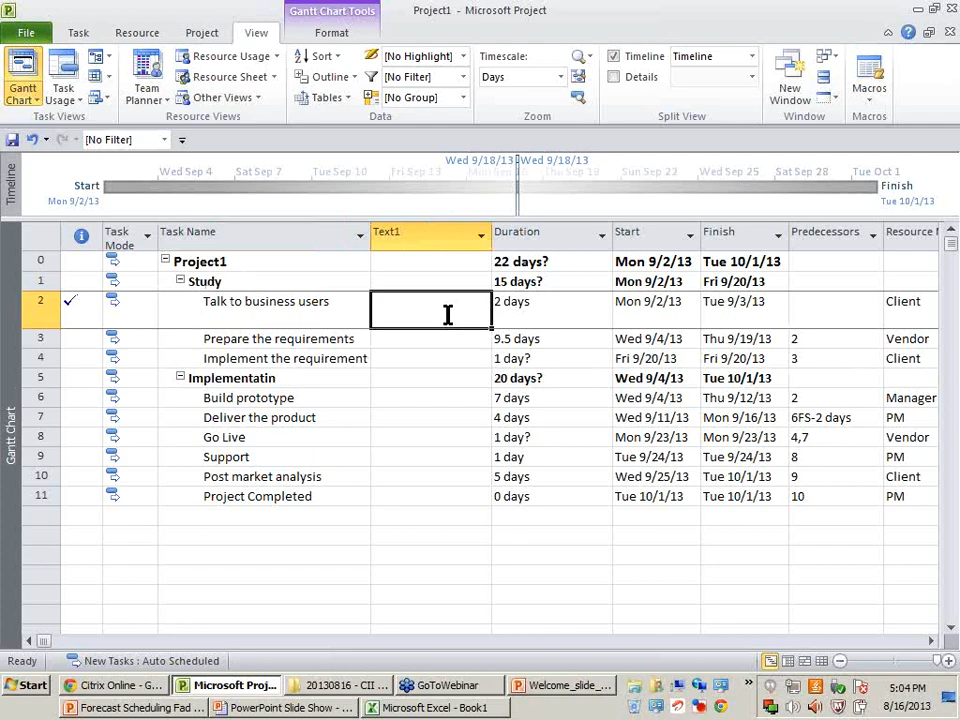 Gantt Chart Tools
Project1 - Microsoft Project
File Task Resource Project View Format
Gantt Chart
Task Usage
Team Planner
Resource Usage
Resource Sheet
Other Views
Sort
Outline
Tables
[No Highlight]
[No Filter]
[No Group]
Timescale:
Days
Timeline Timeline
Details
New Window
Macros
Task Views Resource Views Data Zoom Split View Window Macros
[No Filter]
Timeline
Wed 9/18/13 Wed 9/18/13
Wed Sep 4 Sat Sep 7 Tue Sep 10 Fri Sep 13 Sun Sep 22 Wed Sep 25 Sat Sep 28 Tue Oct 1
Start
Mon 9/2/13
Finish
Tue 10/1/13
Task Mode Task Name Text1 Duration Start Finish Predecessors Resource N
0 Project1 22 days? Mon 9/2/13 Tue 10/1/13
1 Study 15 days? Mon 9/2/13 Fri 9/20/13
2 Talk to business users 2 days Mon 9/2/13 Tue 9/3/13 Client
3 Prepare the requirements 9.5 days Wed 9/4/13 Thu 9/19/13 2 Vendor
4 Implement the requirement 1 day? Fri 9/20/13 Fri 9/20/13 3 Client
5 Implementatin 20 days? Wed 9/4/13 Tue 10/1/13
6 Build prototype 7 days Wed 9/4/13 Thu 9/12/13 2 Manager
7 Deliver the product 4 days Wed 9/11/13 Mon 9/16/13 6FS-2 days PM
8 Go Live 1 day? Mon 9/23/13 Mon 9/23/13 4,7 Vendor
9 Support 1 day Tue 9/24/13 Tue 9/24/13 8 PM
10 Post market analysis 5 days Wed 9/25/13 Tue 10/1/13 9 Client
11 Project Completed 0 days Tue 10/1/13 Tue 10/1/13 10 PM
Gantt Chart
Ready New Tasks : Auto Scheduled
Start Citrix Online - G... Microsoft Proj... 20130816 - CII ... GoToWebinar Welcome_slide_... 5:04 PM
Forecast Scheduling Fad ... PowerPoint Slide Show - ... Microsoft Excel - Book1 8/16/2013